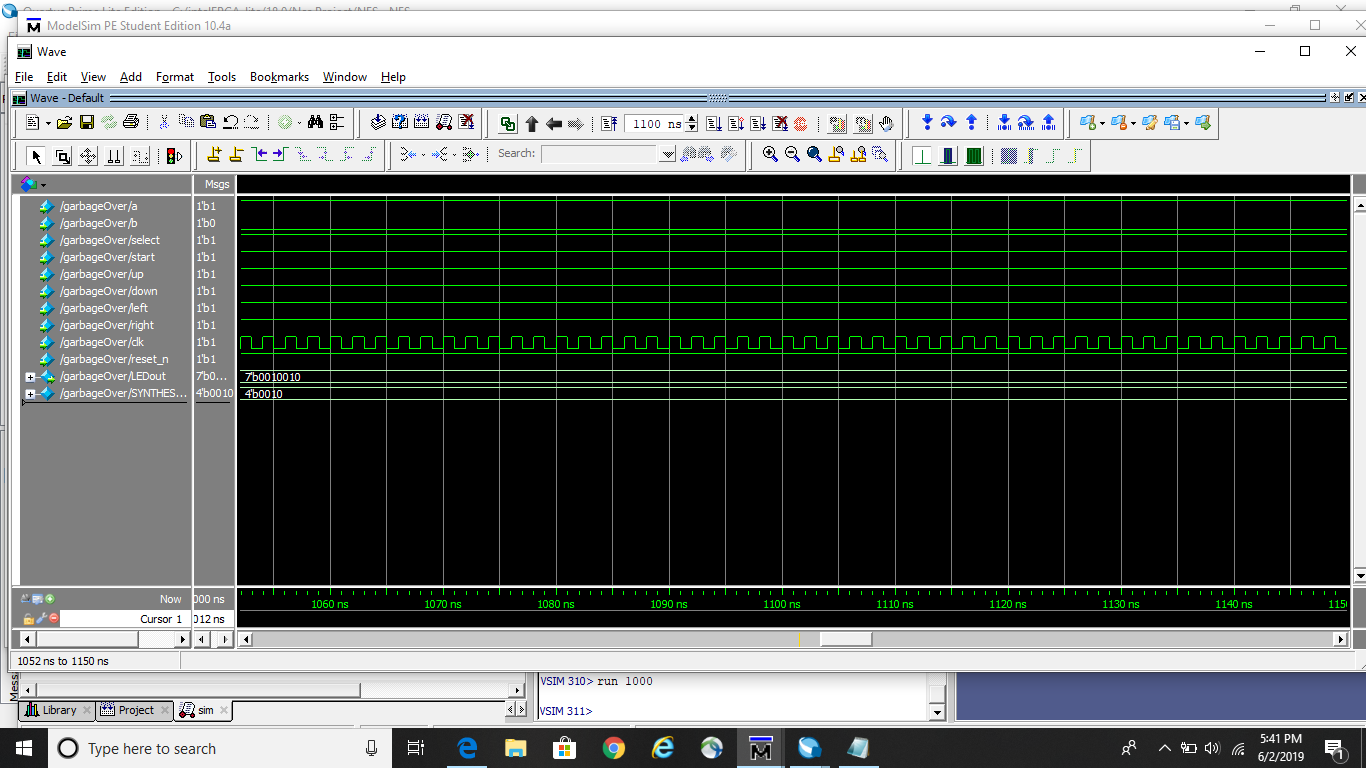 ModelSim PE Student Edition 10.4a
Wave
File Edit View Add Format Tools Bookmarks Window Help
Wave - Default
1100 ns
Search:
Msgs
/garbageOver/a 1'b1
/garbageOver/b 1'b0
/garbageOver/select 1'b1
/garbageOver/start 1'b1
/garbageOver/up 1'b1
/garbageOver/down 1'b1
/garbageOver/left 1'b1
/garbageOver/right 1'b1
/garbageOver/clk 1'b1
/garbageOver/reset_n 1'b1
/garbageOver/LEDout 7'b0... 7'b0010010
/garbageOver/SYNTHES... 4'b0010 4'b0010
Now 000 ns 1060 ns 1070 ns 1080 ns 1090 ns 1100 ns 1110 ns 1120 ns 1130 ns 1140 ns 115
Cursor 1 012 ns
1052 ns to 1150 ns
VSIM 310> run 1000
VSIM 311>
Library Project sim
Type here to search
5:41 PM
6/2/2019
1